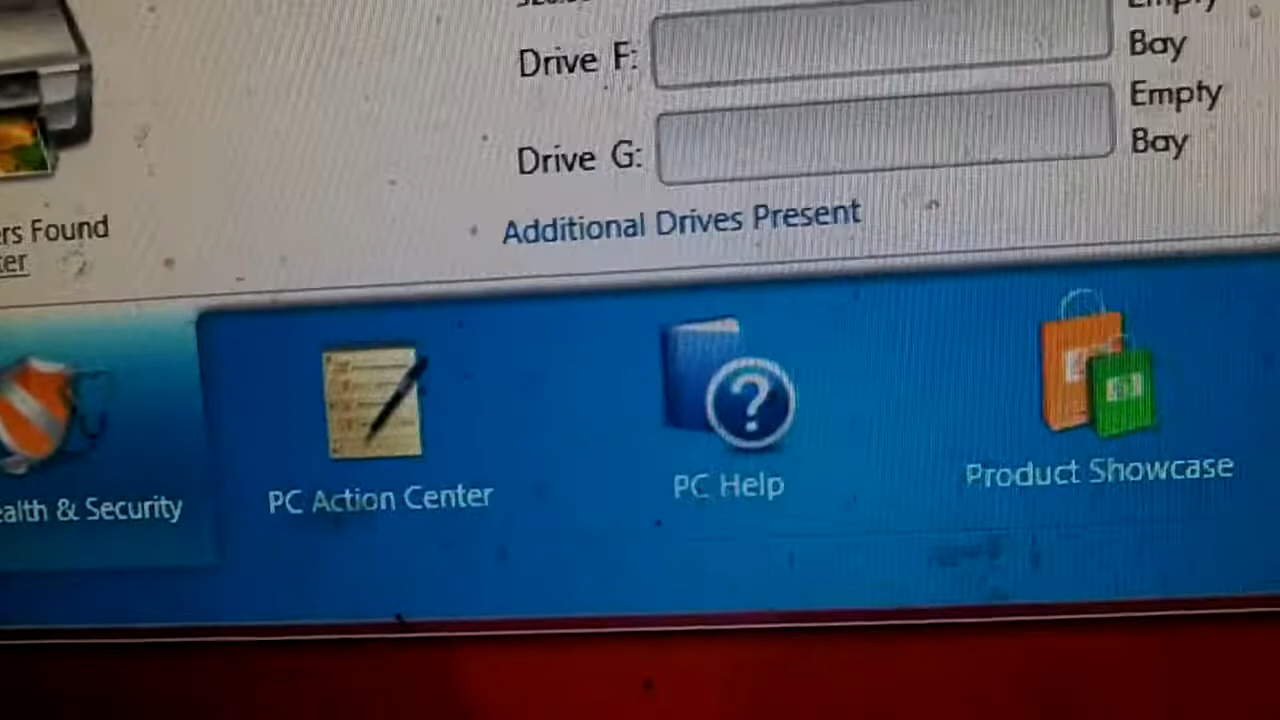 Empty
Drive F:
Bay
Empty
Drive G:
Bay
ers Found
Additional Drives Present
ter
ealth & Security
PC Action Center
PC Help
Product Showcase